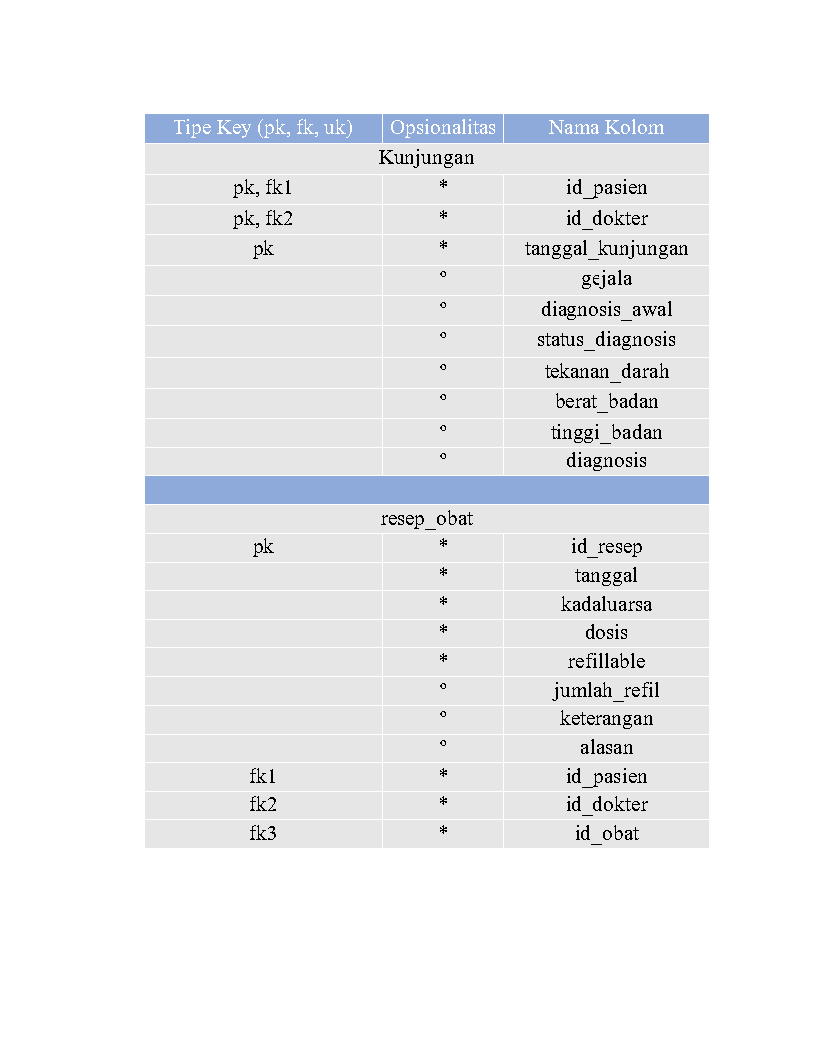 Tipe Key (pk, fk, uk) Opsionalitas Nama Kolom
Kunjungan
pk, fk1 * id_pasien
pk, fk2 * id_dokter
pk * tanggal_kunjungan
° gejala
° diagnosis_awal
° status_diagnosis
° tekanan_darah
° berat_badan
° tinggi_badan
° diagnosis
resep_obat
pk * id_resep
* tanggal
* kadaluarsa
* dosis
* refillable
° jumlah_refil
° keterangan
° alasan
fk1 * id_pasien
fk2 * id_dokter
fk3 * id_obat